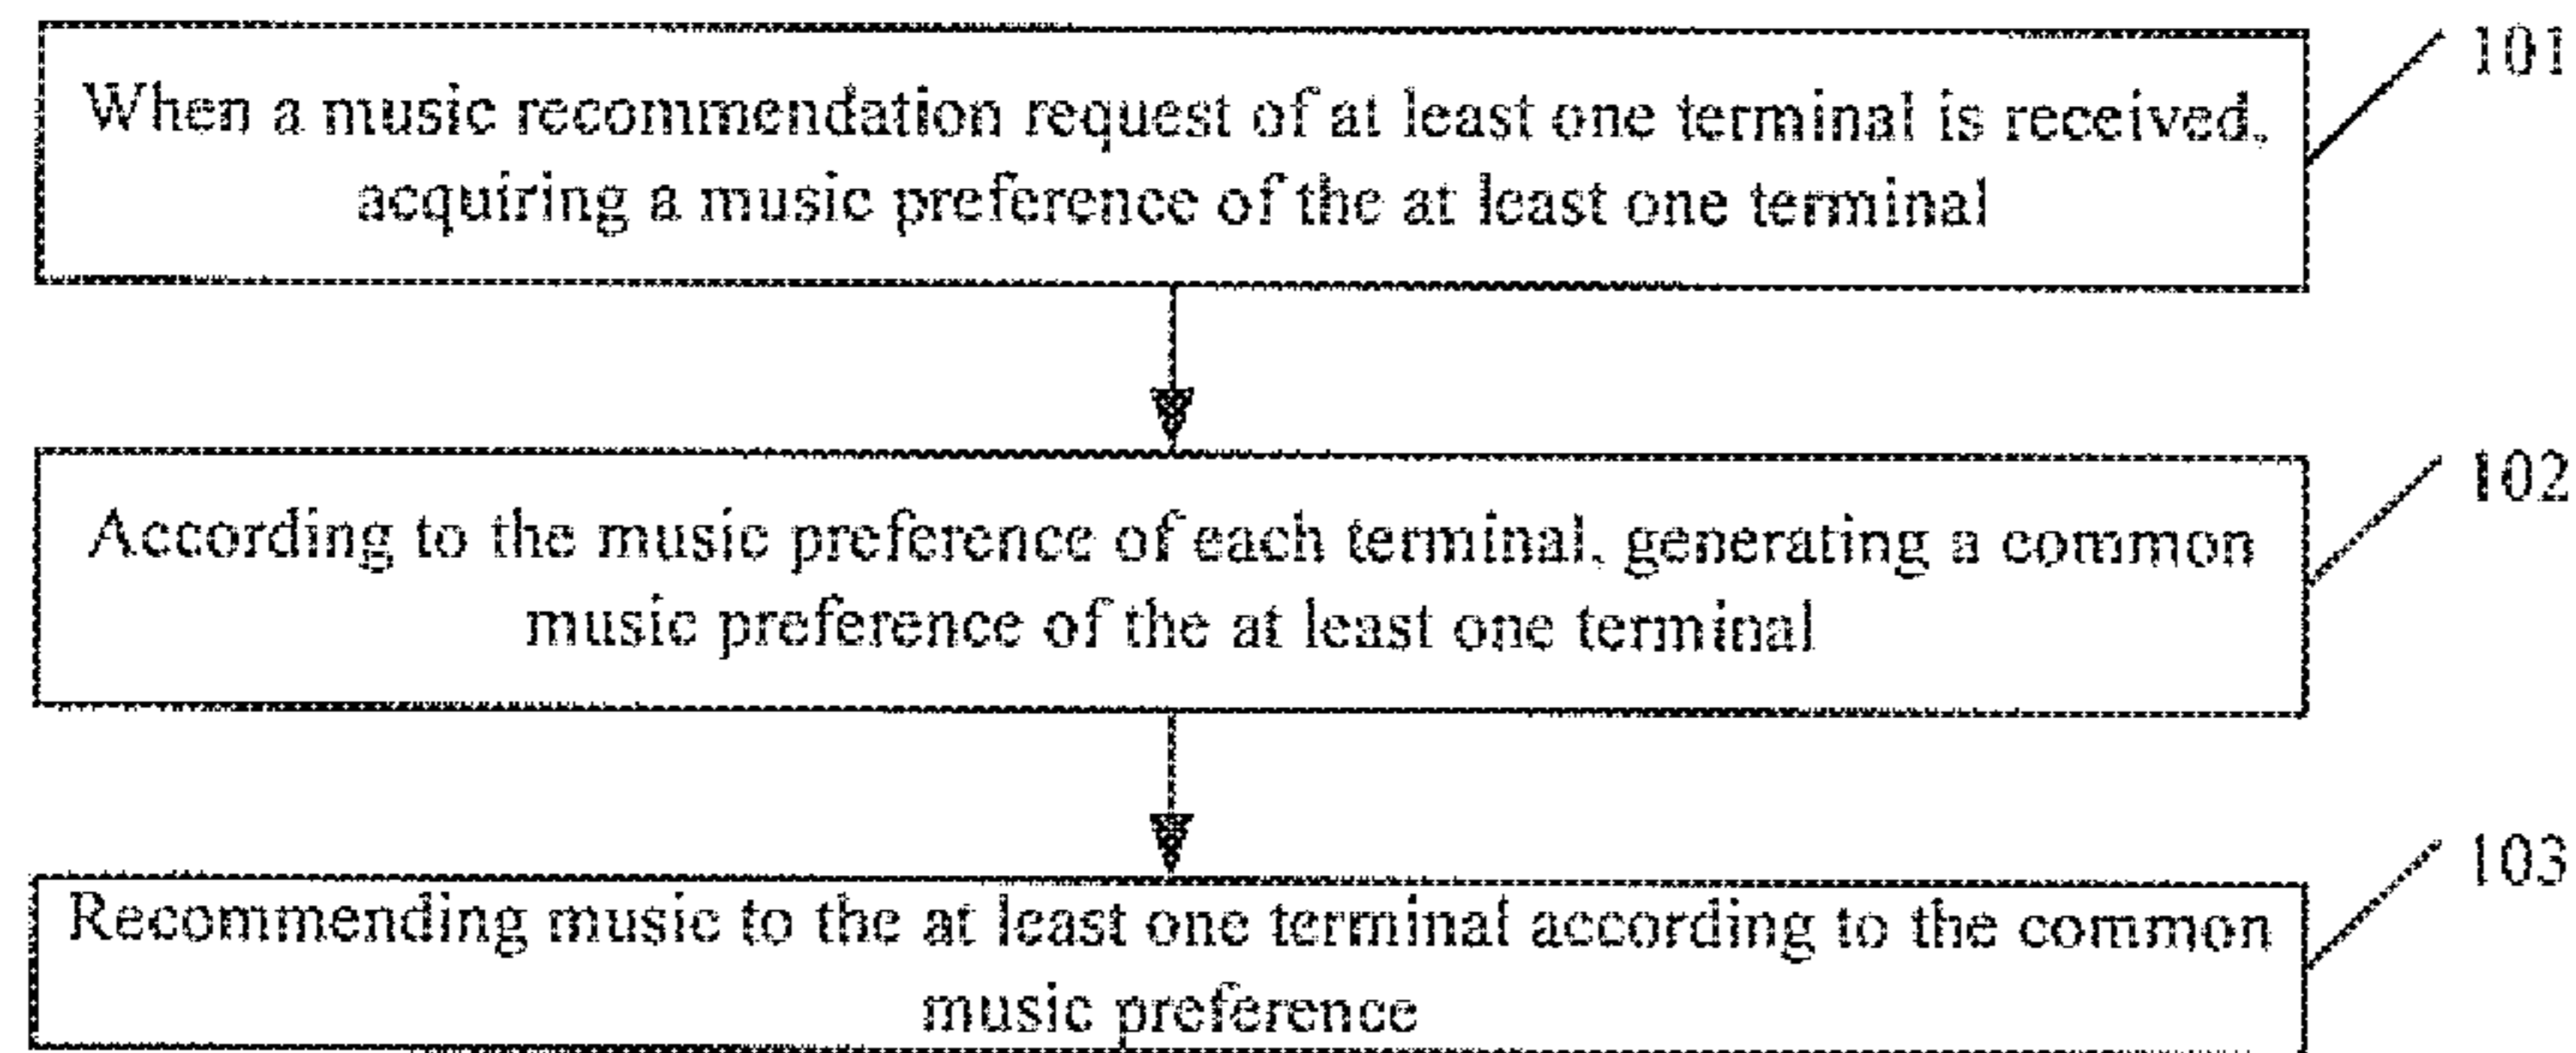 When a music recommendation request of at least one terminal is received,
acquiring a music preference of the at least one terminal
101
According to the music preference of each terminal, generating a common
music preference of the at least one terminal
102
Recommending music to the at least one terminal according to the common
music preference
103